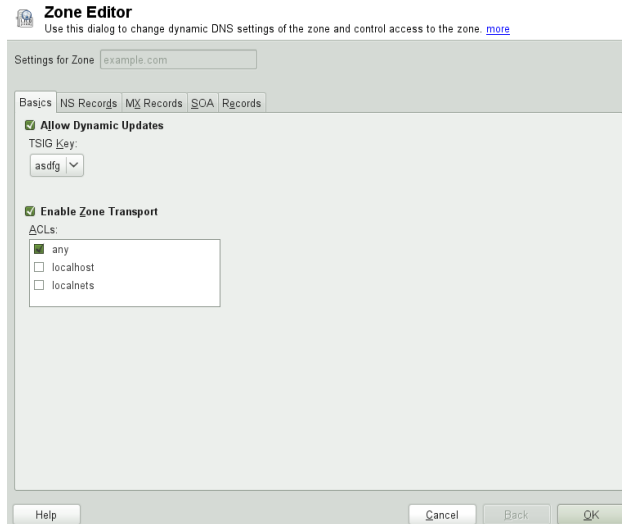 Zone Editor
Use this dialog to change dynamic DNS settings of the zone and control access to the zone. more
Settings for Zone example.com
Basics NS Records MX Records SOA Records
Allow Dynamic Updates
TSIG Key:
asdfg
Enable Zone Transport
ACLs:
any
localhost
localnets
Help Cancel Back OK